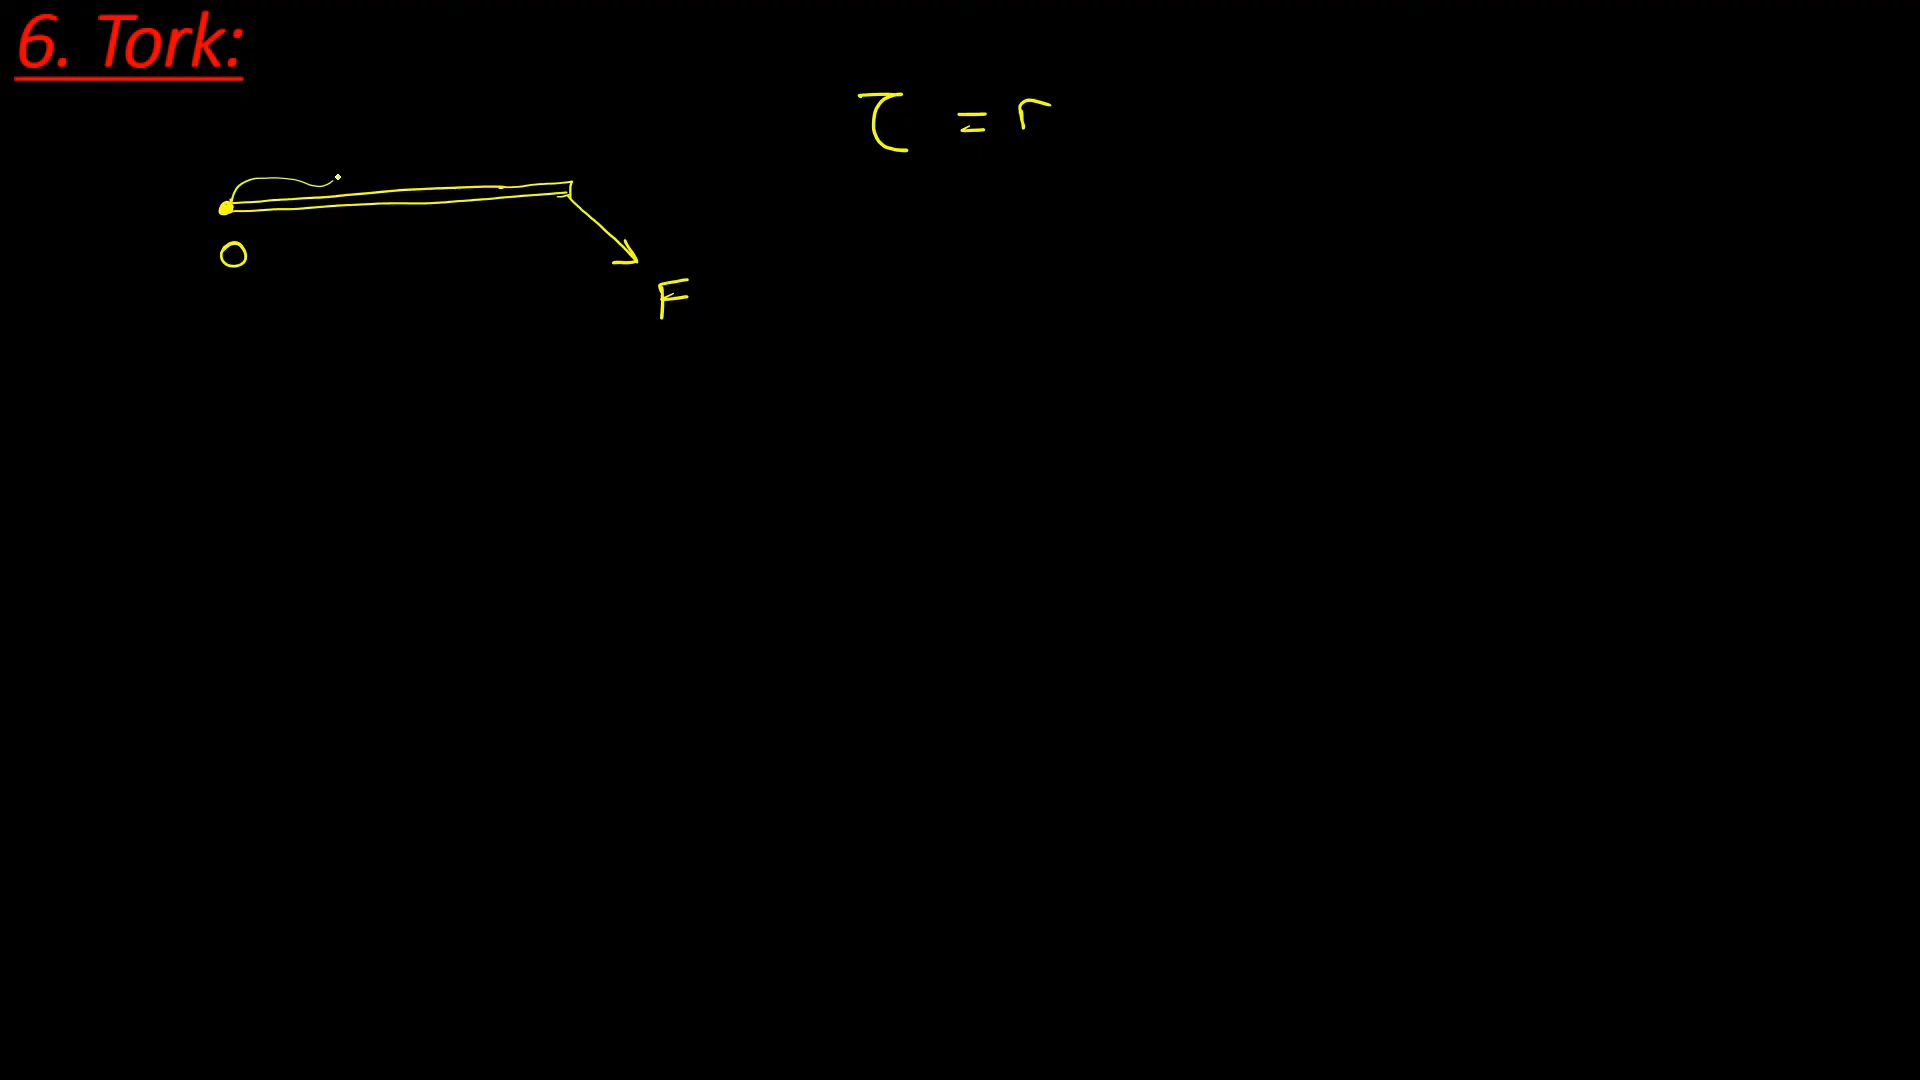 6. Tork:
τ = r
O
F